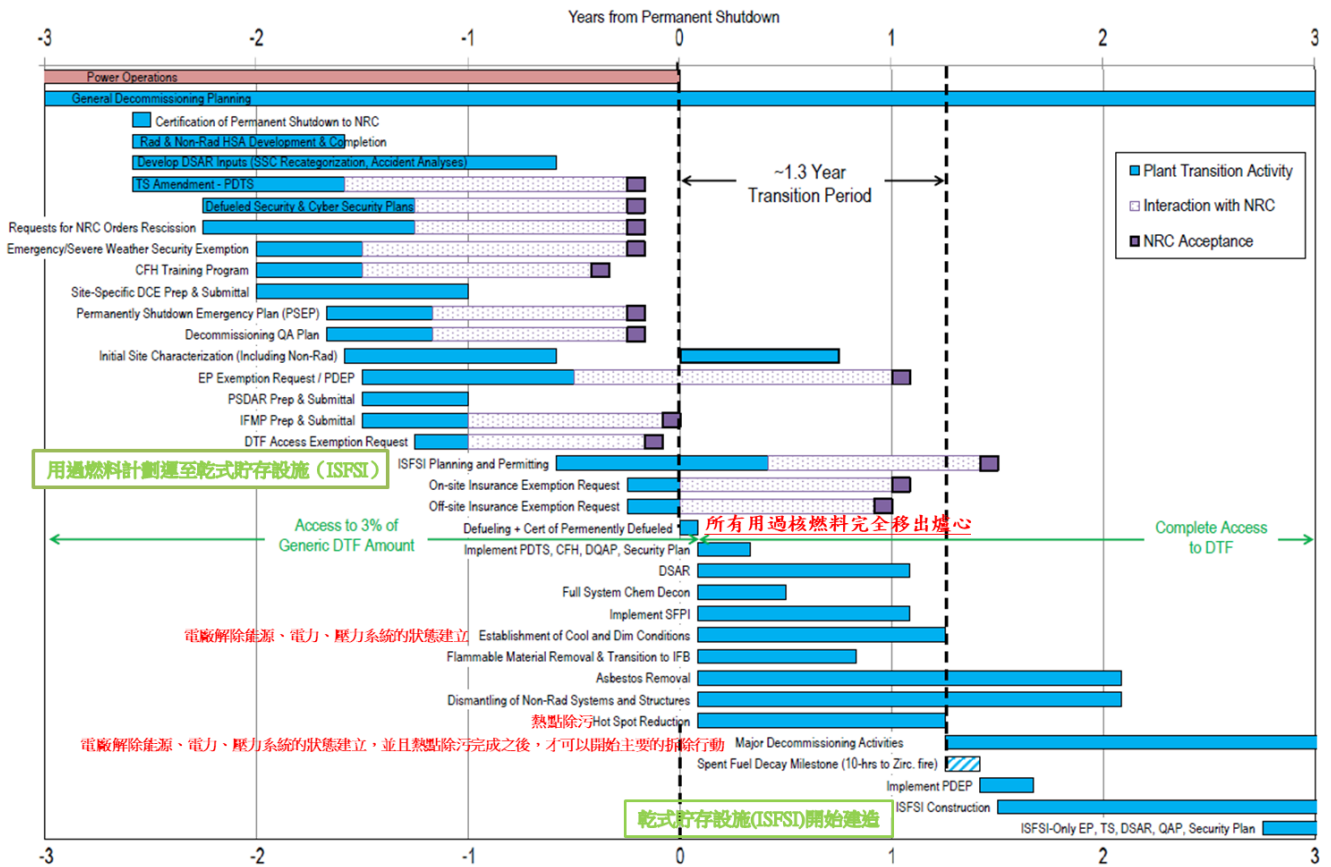 Years from Permanent Shutdown
-3 -2 -1 0 1 2 3
Power Operations
General Decommissioning Planning
Certification of Permanent Shutdown to NRC
Rad & Non-Rad HSA Development & Completion
Develop DSAR Inputs (SSC Recategorization, Accident Analyses)
TS Amendment - PDTS
Defueled Security & Cyber Security Plans
Requests for NRC Orders Rescission
Emergency/Severe Weather Security Exemption
CFH Training Program
Site-Specific DCE Prep & Submittal
Permanently Shutdown Emergency Plan (PSEP)
Decommissioning QA Plan
Initial Site Characterization (Including Non-Rad)
EP Exemption Request / PDEP
PSDAR Prep & Submittal
IFMP Prep & Submittal
DTF Access Exemption Request
~1.3 Year
Transition Period
Plant Transition Activity
Interaction with NRC
NRC Acceptance
用過燃料計劃運至乾式貯存設施（ISFSI）
ISFSI Planning and Permitting
On-site Insurance Exemption Request
Off-site Insurance Exemption Request
Access to 3% of
Generic DTF Amount
Defueling + Cert of Permenently Defueled
所有用過核燃料完全移出爐心
Complete Access
to DTF
Implement PDTS, CFH, DQAP, Security Plan
DSAR
Full System Chem Decon
Implement SFPI
電廠解除能源、電力、壓力系統的狀態建立
Establishment of Cool and Dim Conditions
Flammable Material Removal & Transition to IFB
Asbestos Removal
Dismantling of Non-Rad Systems and Structures
熱點除污
Hot Spot Reduction
電廠解除能源、電力、壓力系統的狀態建立，並且熱點除污完成之後，才可以開始主要的拆除行動
Major Decommissioning Activities
Spent Fuel Decay Milestone (10-hrs to Zirc. fire)
Implement PDEP
ISFSI Construction
乾式貯存設施(ISFSI)開始建造
ISFSI-Only EP, TS, DSAR, QAP, Security Plan
-3 -2 -1 0 1 2 3